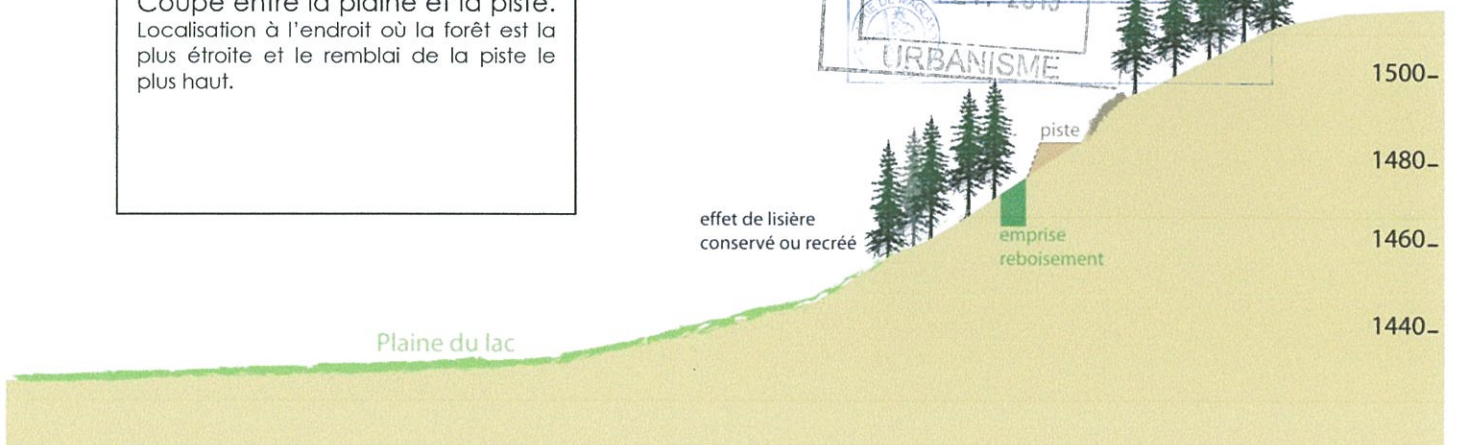 Coupe entre la plaine et la piste.
Localisation à l'endroit où la forêt est la
plus étroite et le remblai de la piste le
plus haut.
2015
URBANISME
1500
piste
1480
effet de lisière
conservé ou recréé
emprise
reboisement
1460
1440
Plaine du lac